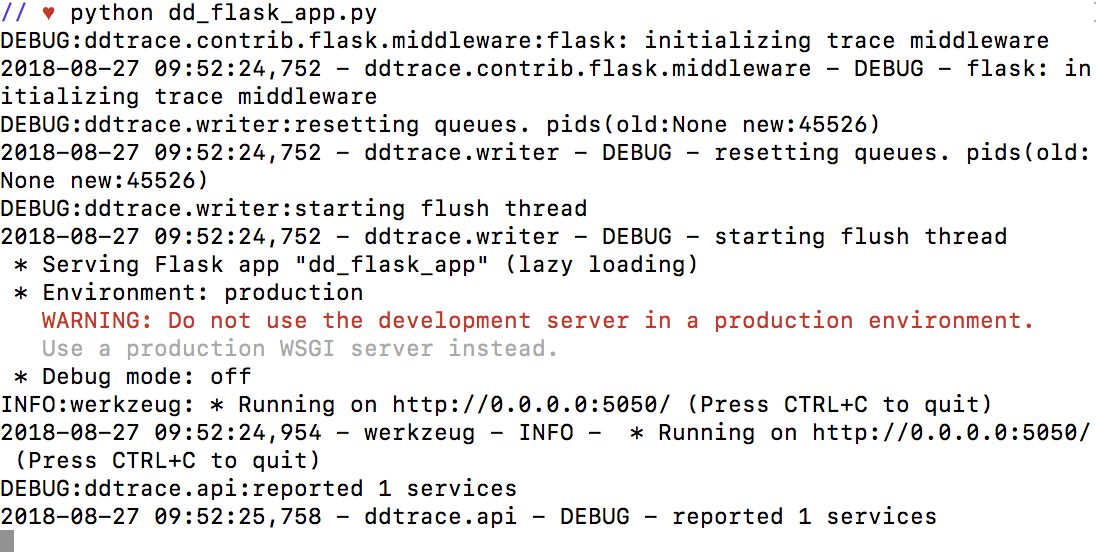 // ♥ python dd_flask_app.py
DEBUG:ddtrace.contrib.flask.middleware:flask: initializing trace middleware
2018-08-27 09:52:24,752 - ddtrace.contrib.flask.middleware - DEBUG - flask: in
itializing trace middleware
DEBUG:ddtrace.writer:resetting queues. pids(old:None new:45526)
2018-08-27 09:52:24,752 - ddtrace.writer - DEBUG - resetting queues. pids(old:
None new:45526)
DEBUG:ddtrace.writer:starting flush thread
2018-08-27 09:52:24,752 - ddtrace.writer - DEBUG - starting flush thread
 * Serving Flask app "dd_flask_app" (lazy loading)
 * Environment: production
   WARNING: Do not use the development server in a production environment.
   Use a production WSGI server instead.
 * Debug mode: off
INFO:werkzeug: * Running on http://0.0.0.0:5050/ (Press CTRL+C to quit)
2018-08-27 09:52:24,954 - werkzeug - INFO -  * Running on http://0.0.0.0:5050/
 (Press CTRL+C to quit)
DEBUG:ddtrace.api:reported 1 services
2018-08-27 09:52:25,758 - ddtrace.api - DEBUG - reported 1 services